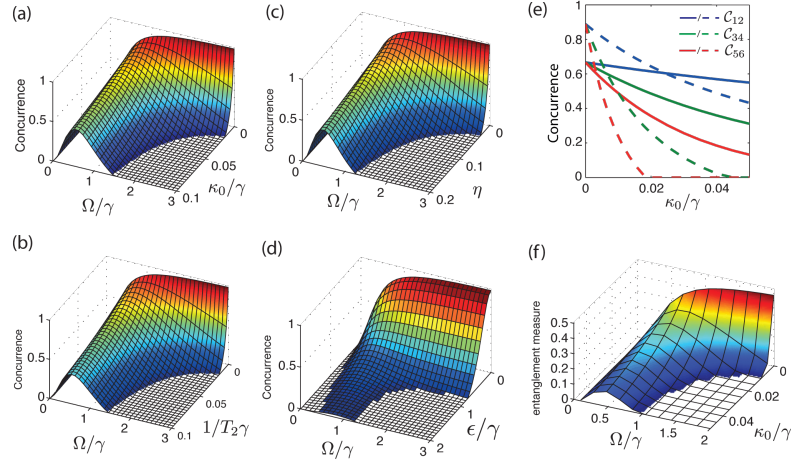 (a)
Concurrence
1
0.5
0
0
1
2
3
0.1
0.05
0
Ω/γ
κ₀/γ
(c)
Concurrence
1
0.5
0
0
1
2
3
0.2
0.1
0
Ω/γ
η
(e)
Concurrence
1.0
0.8
0.6
0.4
0.2
0
0
0.02
0.04
κ₀/γ
/ C₁₂
/ C₃₄
/ C₅₆
(b)
Concurrence
1
0.5
0
0
1
2
3
0.1
0.05
0
Ω/γ
1/T₂γ
(d)
Concurrence
1
0.5
0
0
1
2
3
2
1
0
Ω/γ
ϵ/γ
(f)
entanglement measure
0.5
0.4
0.3
0.2
0.1
0
0
0.5
1
1.5
2
0.04
0.02
0
Ω/γ
κ₀/γ